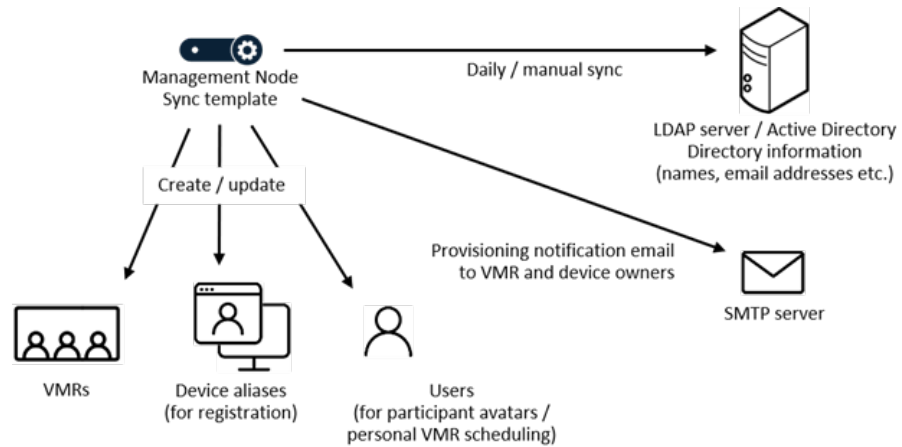 Management Node
Sync template
Daily / manual sync
LDAP server / Active Directory
Directory information
(names, email addresses etc.)
Create / update
Provisioning notification email
to VMR and device owners
SMTP server
VMRs
Device aliases
(for registration)
Users
(for participant avatars /
personal VMR scheduling)